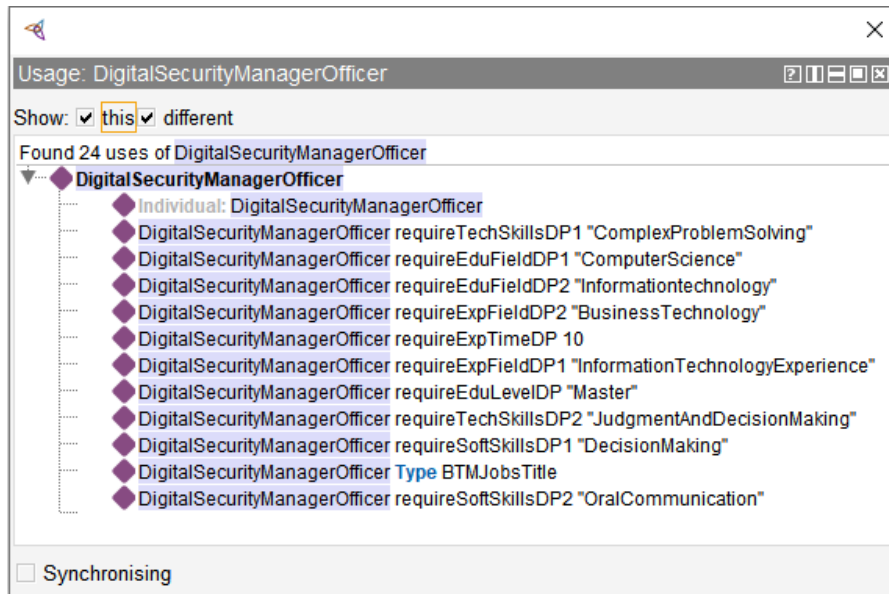 Usage: DigitalSecurityManagerOfficer
Show: this different
Found 24 uses of DigitalSecurityManagerOfficer
DigitalSecurityManagerOfficer
Individual: DigitalSecurityManagerOfficer
DigitalSecurityManagerOfficer requireTechSkillsDP1 "ComplexProblemSolving"
DigitalSecurityManagerOfficer requireEduFieldDP1 "ComputerScience"
DigitalSecurityManagerOfficer requireEduFieldDP2 "Informationtechnology"
DigitalSecurityManagerOfficer requireExpFieldDP2 "BusinessTechnology"
DigitalSecurityManagerOfficer requireExpTimeDP 10
DigitalSecurityManagerOfficer requireExpFieldDP1 "InformationTechnologyExperience"
DigitalSecurityManagerOfficer requireEduLevelDP "Master"
DigitalSecurityManagerOfficer requireTechSkillsDP2 "JudgmentAndDecisionMaking"
DigitalSecurityManagerOfficer requireSoftSkillsDP1 "DecisionMaking"
DigitalSecurityManagerOfficer Type BTMJobsTitle
DigitalSecurityManagerOfficer requireSoftSkillsDP2 "OralCommunication"
Synchronising